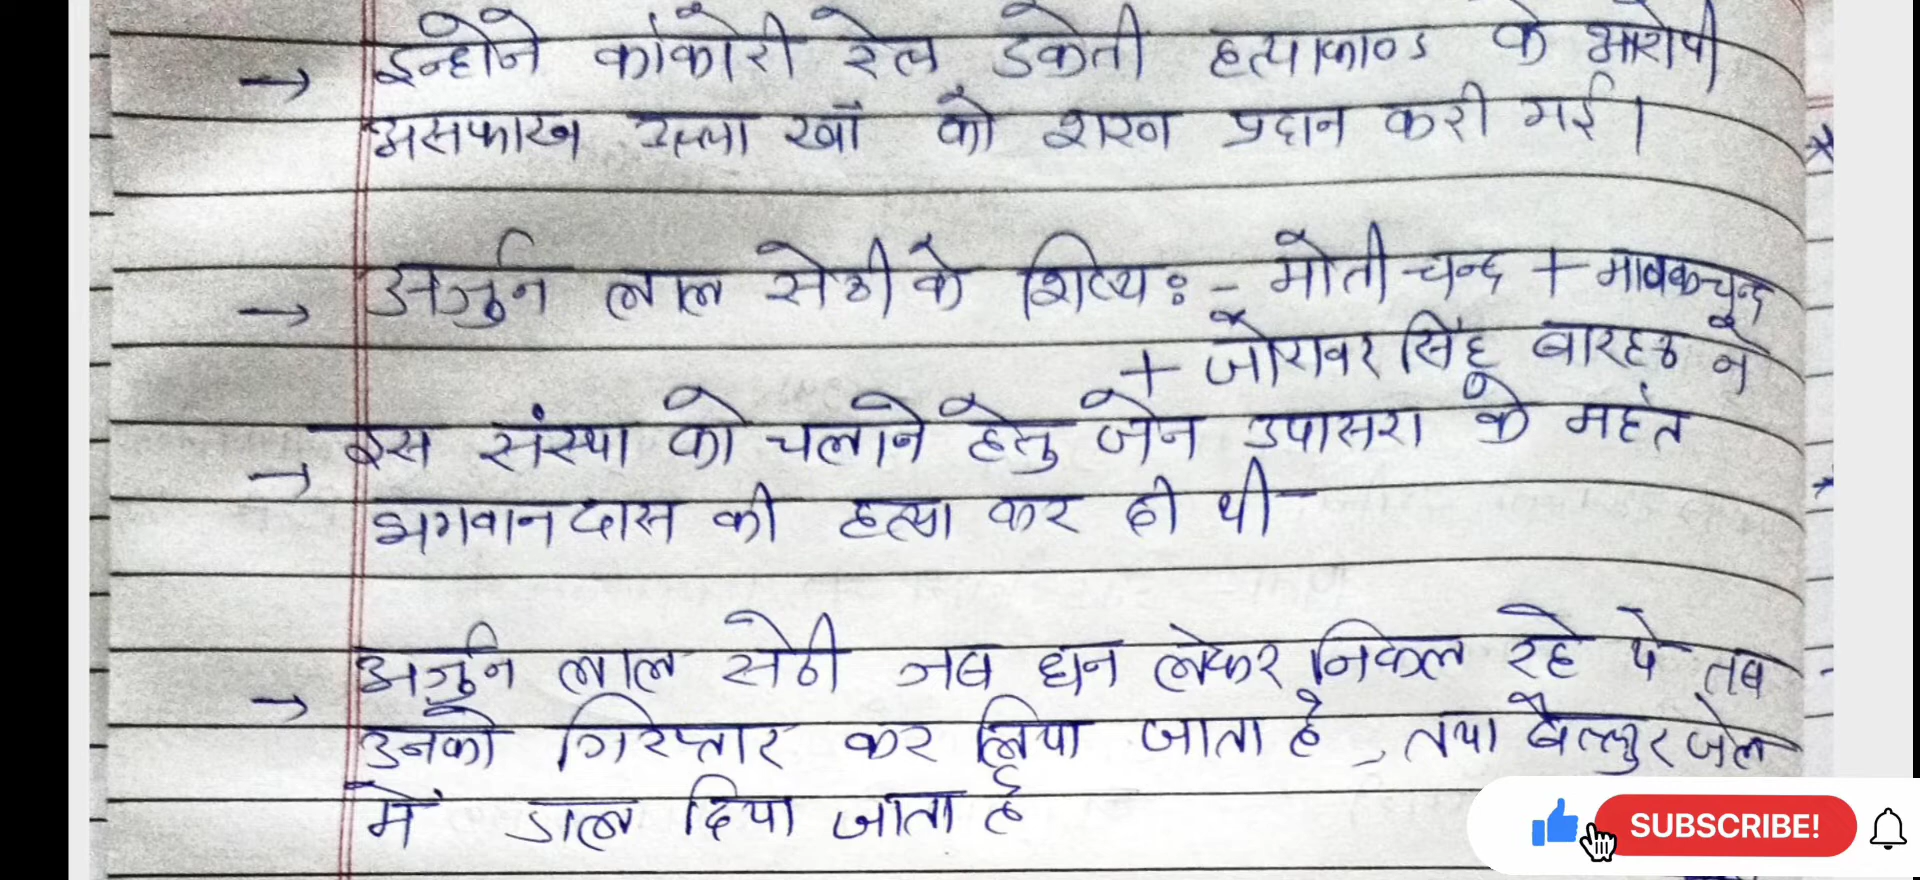 → इन्होने कांकोरी रेल डकेती हत्याकाण्ड के आरोपी
असफाख उल्ला खाँ को शरण प्रदान करी गई।
→ अर्जुन लाल सेठी के शिष्य :- मोती चन्द + माणकचन्द
+ जोरावर सिंह बारहठ ने
→ इस संस्था को चलाने हेतु जेन उपासरा के महंत
भगवान दास की हत्या कर दी थी
→ अर्जुन लाल सेठी जब धन लेकर निकल रहे थे तब
उनको गिरफ्तार कर लिया जाता है, तथा वैल्लुर जेल
में डाल दिया जाता है
SUBSCRIBE!